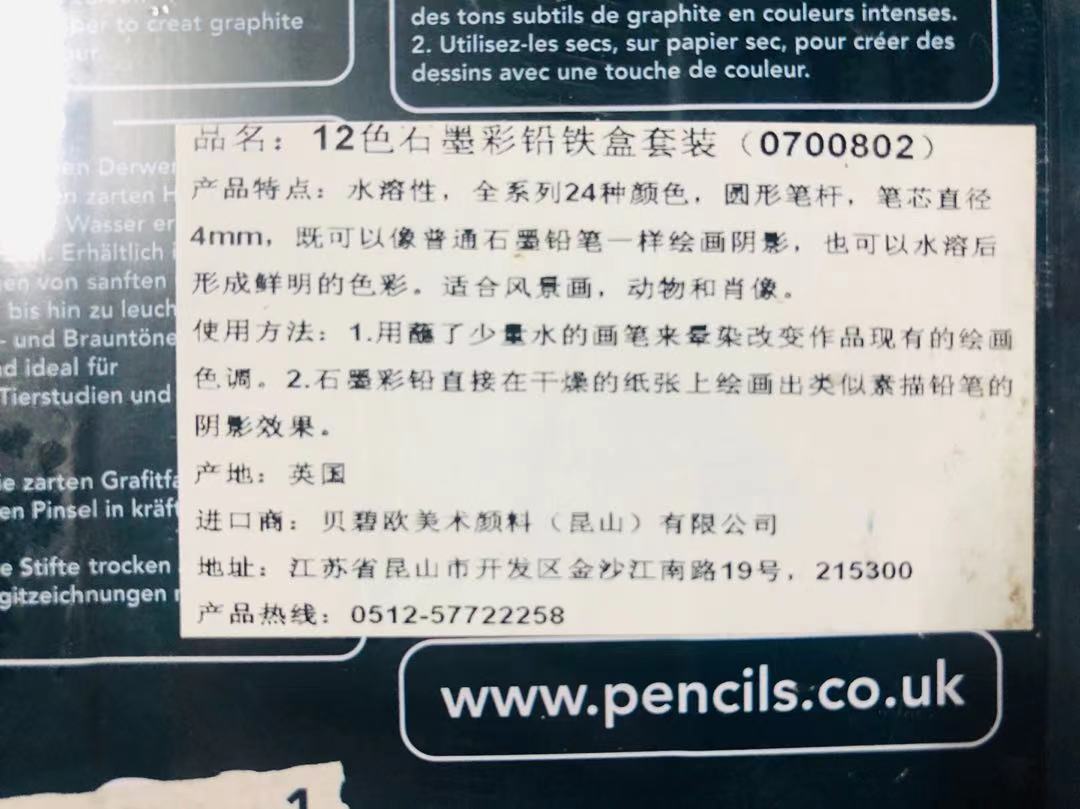 per to creat graphite
our.
des tons subtils de graphite en couleurs intenses.
2. Utilisez-les secs, sur papier sec, pour créer des
dessins avec une touche de couleur.
品名：12色石墨彩铅铁盒套装（0700802）
产品特点：水溶性，全系列24种颜色，圆形笔杆，笔芯直径
4mm，既可以像普通石墨铅笔一样绘画阴影，也可以水溶后
形成鲜明的色彩。适合风景画，动物和肖像。
使用方法：1.用蘸了少量水的画笔来晕染改变作品现有的绘画
色调。2.石墨彩铅直接在干燥的纸张上绘画出类似素描铅笔的
阴影效果。
产地：英国
进口商：贝碧欧美术颜料（昆山）有限公司
地址：江苏省昆山市开发区金沙江南路19号，215300
产品热线：0512-57722258
en Derwe
n zarten H
Wasser er
. Erhältlich i
en von sanften
bis hin zu leuch
- und Brauntöne
d ideal für
Tierstudien und
ie zarten Grafitfa
en Pinsel in kräft
e Stifte trocken
gitzeichnungen
www.pencils.co.uk
1